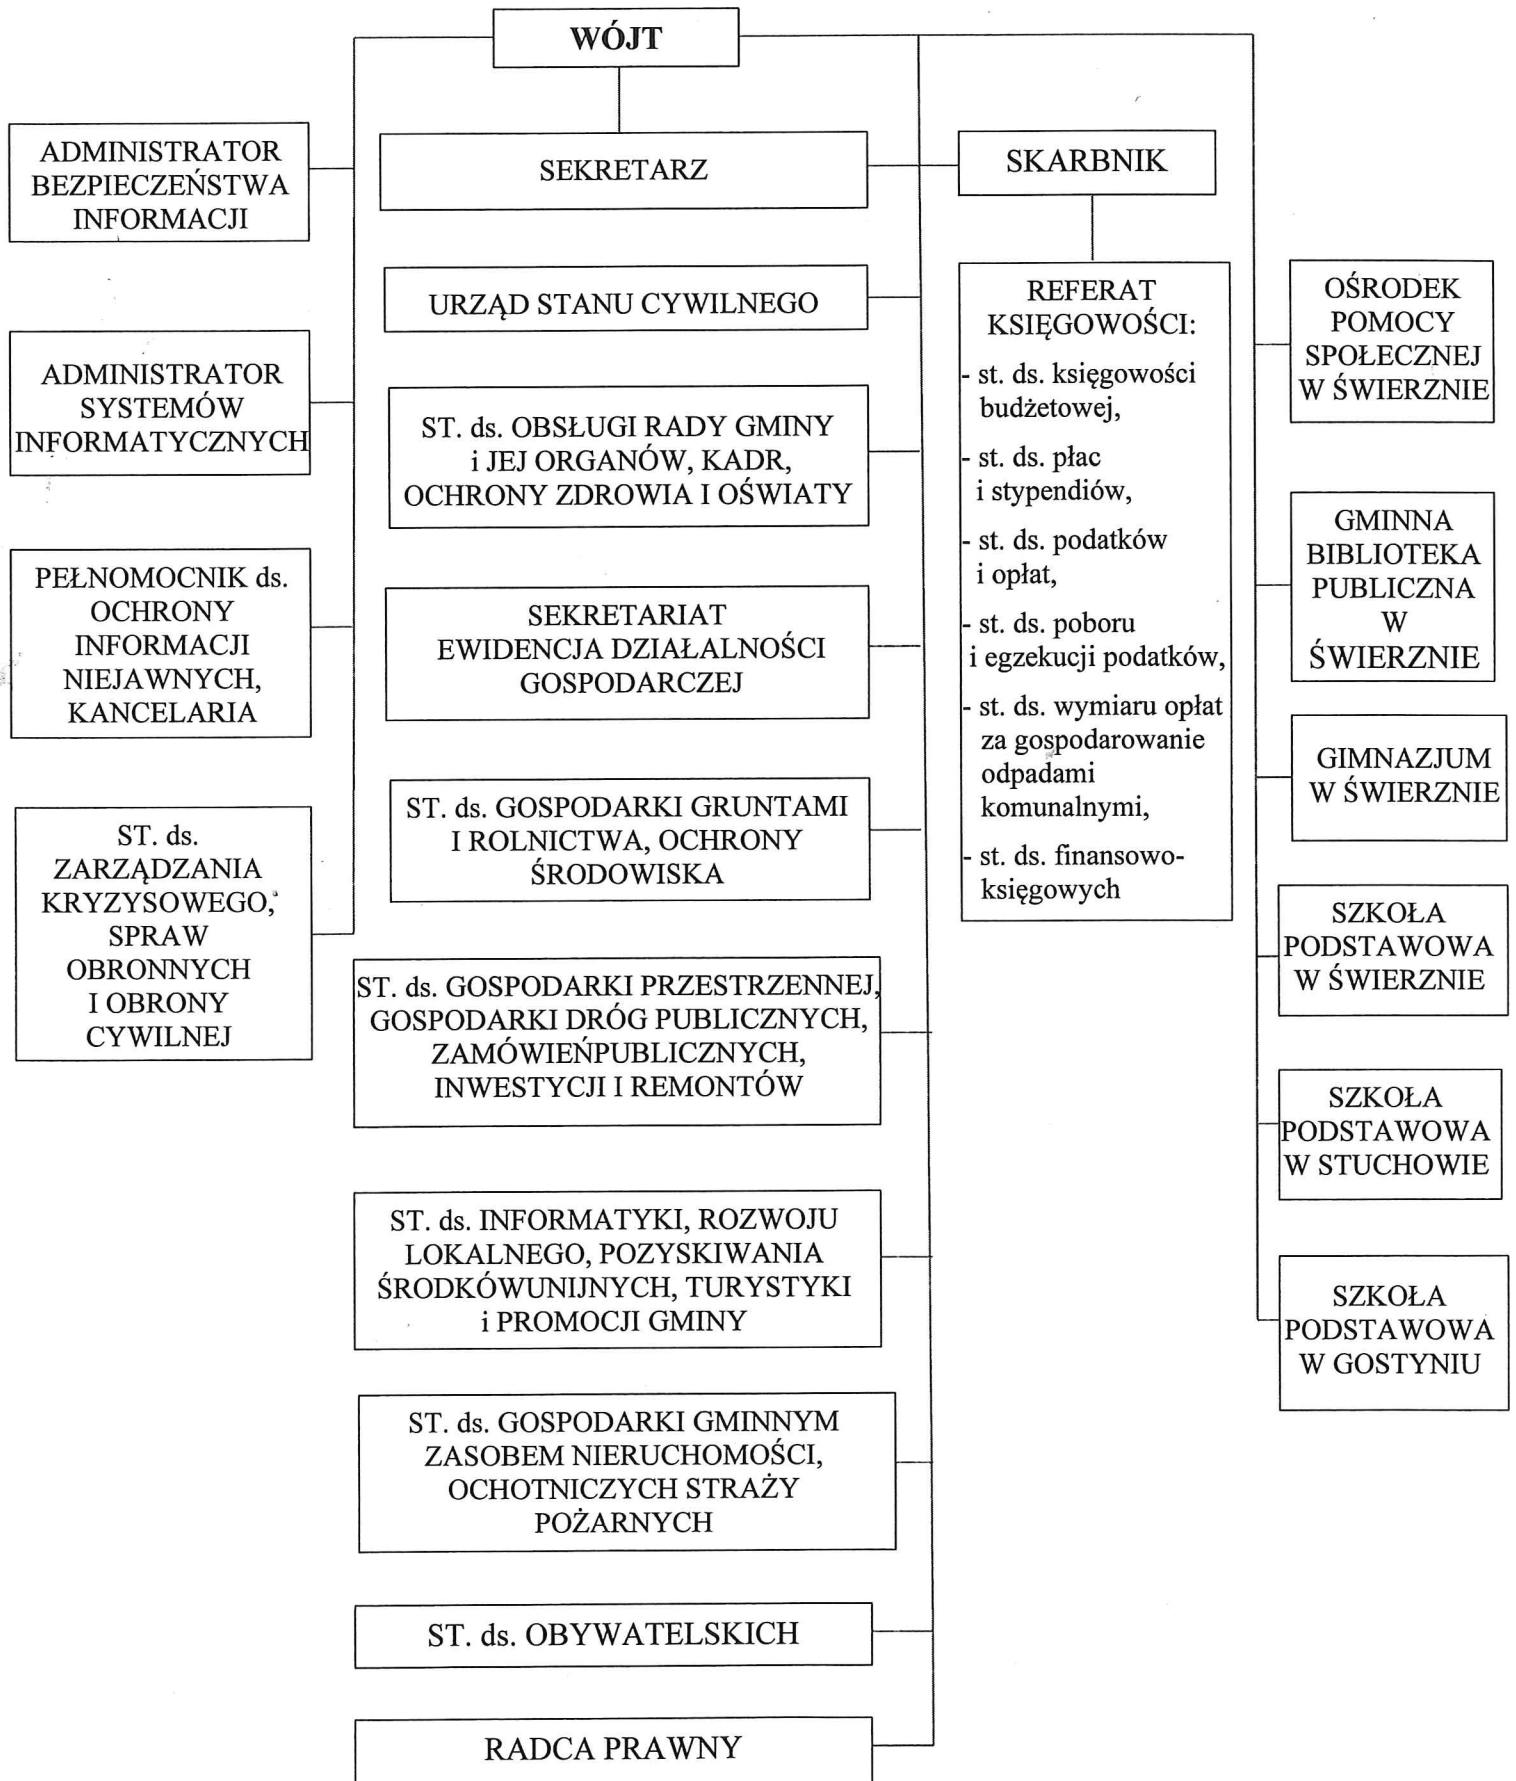 WÓJT
ADMINISTRATOR
BEZPIECZEŃSTWA
INFORMACJI
SEKRETARZ
SKARBNIK
URZĄD STANU CYWILNEGO
REFERAT
KSIĘGOWOŚCI:
- st. ds. księgowości
budżetowej,
- st. ds. płac
i stypendiów,
- st. ds. podatków
i opłat,
- st. ds. poboru
i egzekucji podatków,
- st. ds. wymiaru opłat
za gospodarowanie
odpadami
komunalnymi,
- st. ds. finansowo-
księgowych
OŚRODEK
POMOCY
SPOŁECZNEJ
W ŚWIERZNIE
ADMINISTRATOR
SYSTEMÓW
INFORMATYCZNYCH
ST. ds. OBSŁUGI RADY GMINY
i JEJ ORGANÓW, KADR,
OCHRONY ZDROWIA I OŚWIATY
GMINNA
BIBLIOTEKA
PUBLICZNA
W
ŚWIERZNIE
PEŁNOMOCNIK ds.
OCHRONY
INFORMACJI
NIEJAWNYCH,
KANCELARIA
SEKRETARIAT
EWIDENCJA DZIAŁALNOŚCI
GOSPODARCZEJ
GIMNAZJUM
W ŚWIERZNIE
ST. ds.
ZARZĄDZANIA
KRYZYSOWEGO,
SPRAW
OBRONNYCH
I OBRONY
CYWILNEJ
ST. ds. GOSPODARKI GRUNTAMI
I ROLNICTWA, OCHRONY
ŚRODOWISKA
SZKOŁA
PODSTAWOWA
W ŚWIERZNIE
ST. ds. GOSPODARKI PRZESTRZENNEJ,
GOSPODARKI DRÓG PUBLICZNYCH,
ZAMÓWIEŃPUBLICZNYCH,
INWESTYCJI I REMONTÓW
SZKOŁA
PODSTAWOWA
W STUCHOWIE
ST. ds. INFORMATYKI, ROZWOJU
LOKALNEGO, POZYSKIWANIA
ŚRODKÓWUNIJNYCH, TURYSTYKI
i PROMOCJI GMINY
SZKOŁA
PODSTAWOWA
W GOSTYNIU
ST. ds. GOSPODARKI GMINNYM
ZASOBEM NIERUCHOMOŚCI,
OCHOTNICZYCH STRAŻY
POŻARNYCH
ST. ds. OBYWATELSKICH
RADCA PRAWNY